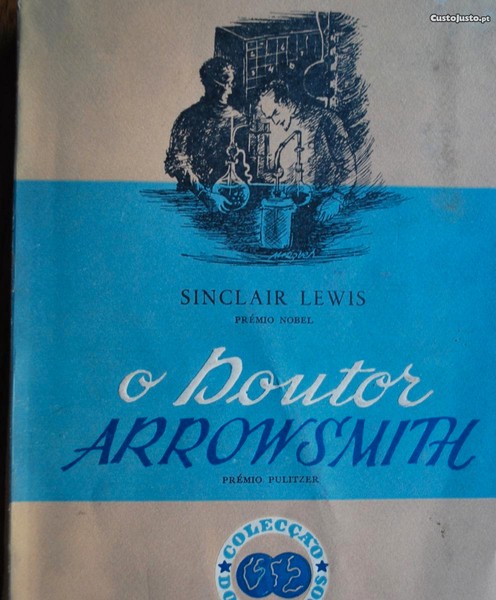 CustoJusto.pt
SINCLAIR LEWIS
PRÉMIO NOBEL
O Doutor
ARROWSMITH
PRÉMIO PULITZER
COLECÇÃO